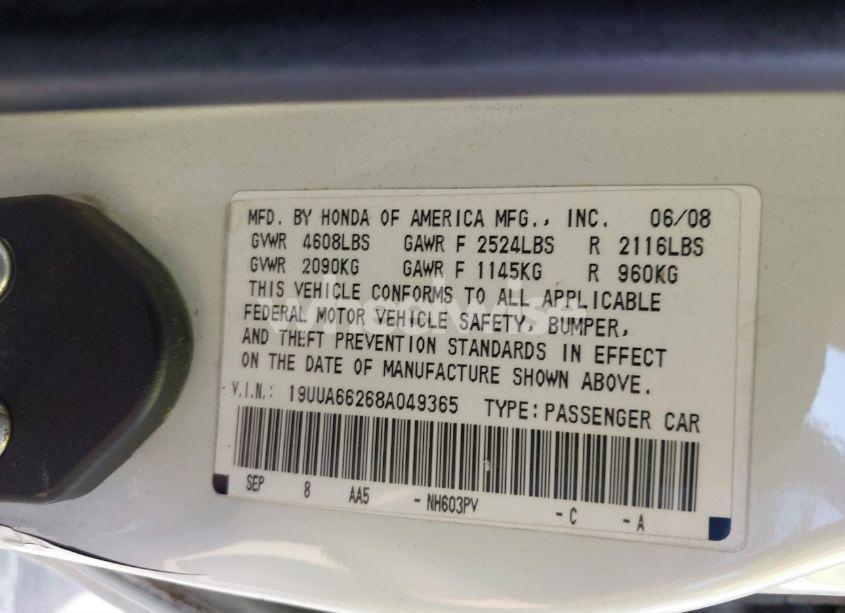 MFD. BY HONDA OF AMERICA MFG., INC. 06/08
GVWR 4608LBS GAWR F 2524LBS R 2116LBS
GVWR 2090KG GAWR F 1145KG R 960KG
THIS VEHICLE CONFORMS TO ALL APPLICABLE
FEDERAL MOTOR VEHICLE SAFETY, BUMPER,
AND THEFT PREVENTION STANDARDS IN EFFECT
ON THE DATE OF MANUFACTURE SHOWN ABOVE.
V.I.N.: 19UUA66268A049365 TYPE: PASSENGER CAR
SEP 8 AA5 - NH603PV - C - A